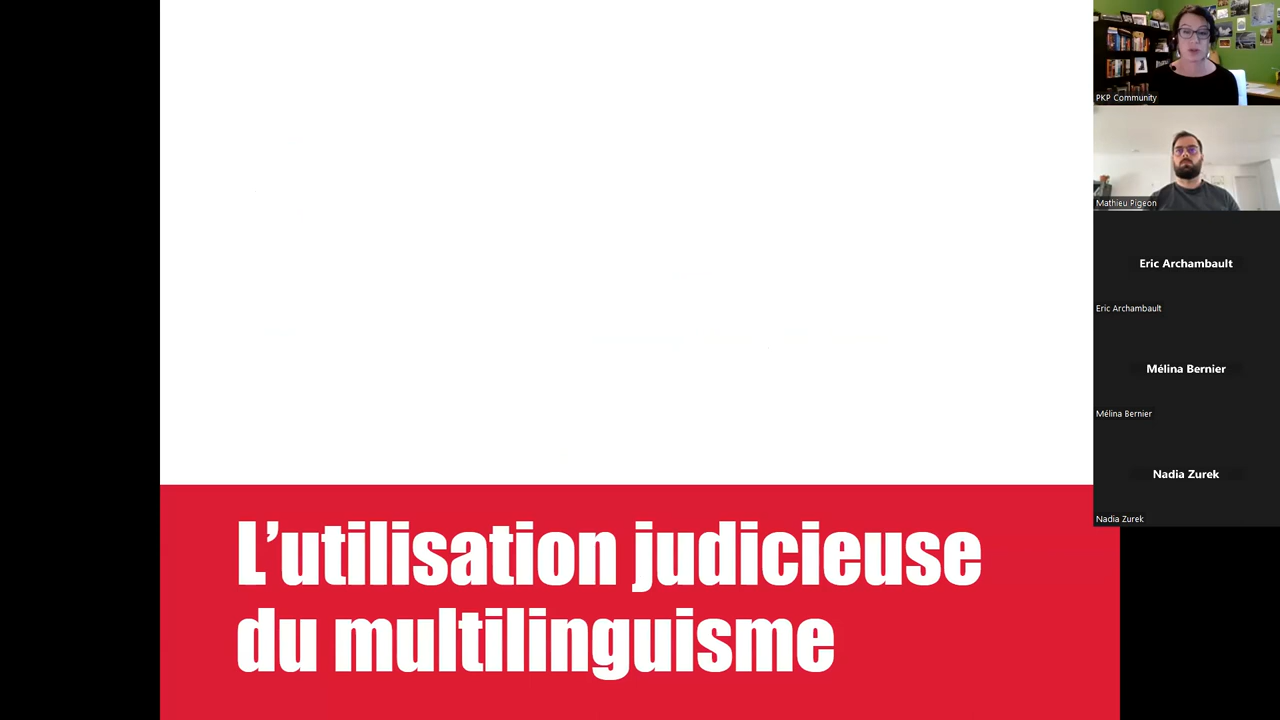 L’utilisation judicieuse
du multilinguisme
PKP Community
Mathieu Pigeon
Eric Archambault
Eric Archambault
Mélina Bernier
Mélina Bernier
Nadia Zurek
Nadia Zurek